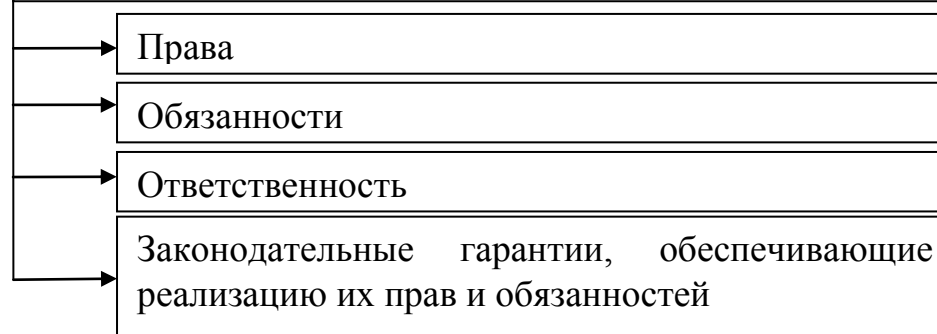 Права
Обязанности
Ответственность
Законодательные гарантии, обеспечивающие
реализацию их прав и обязанностей